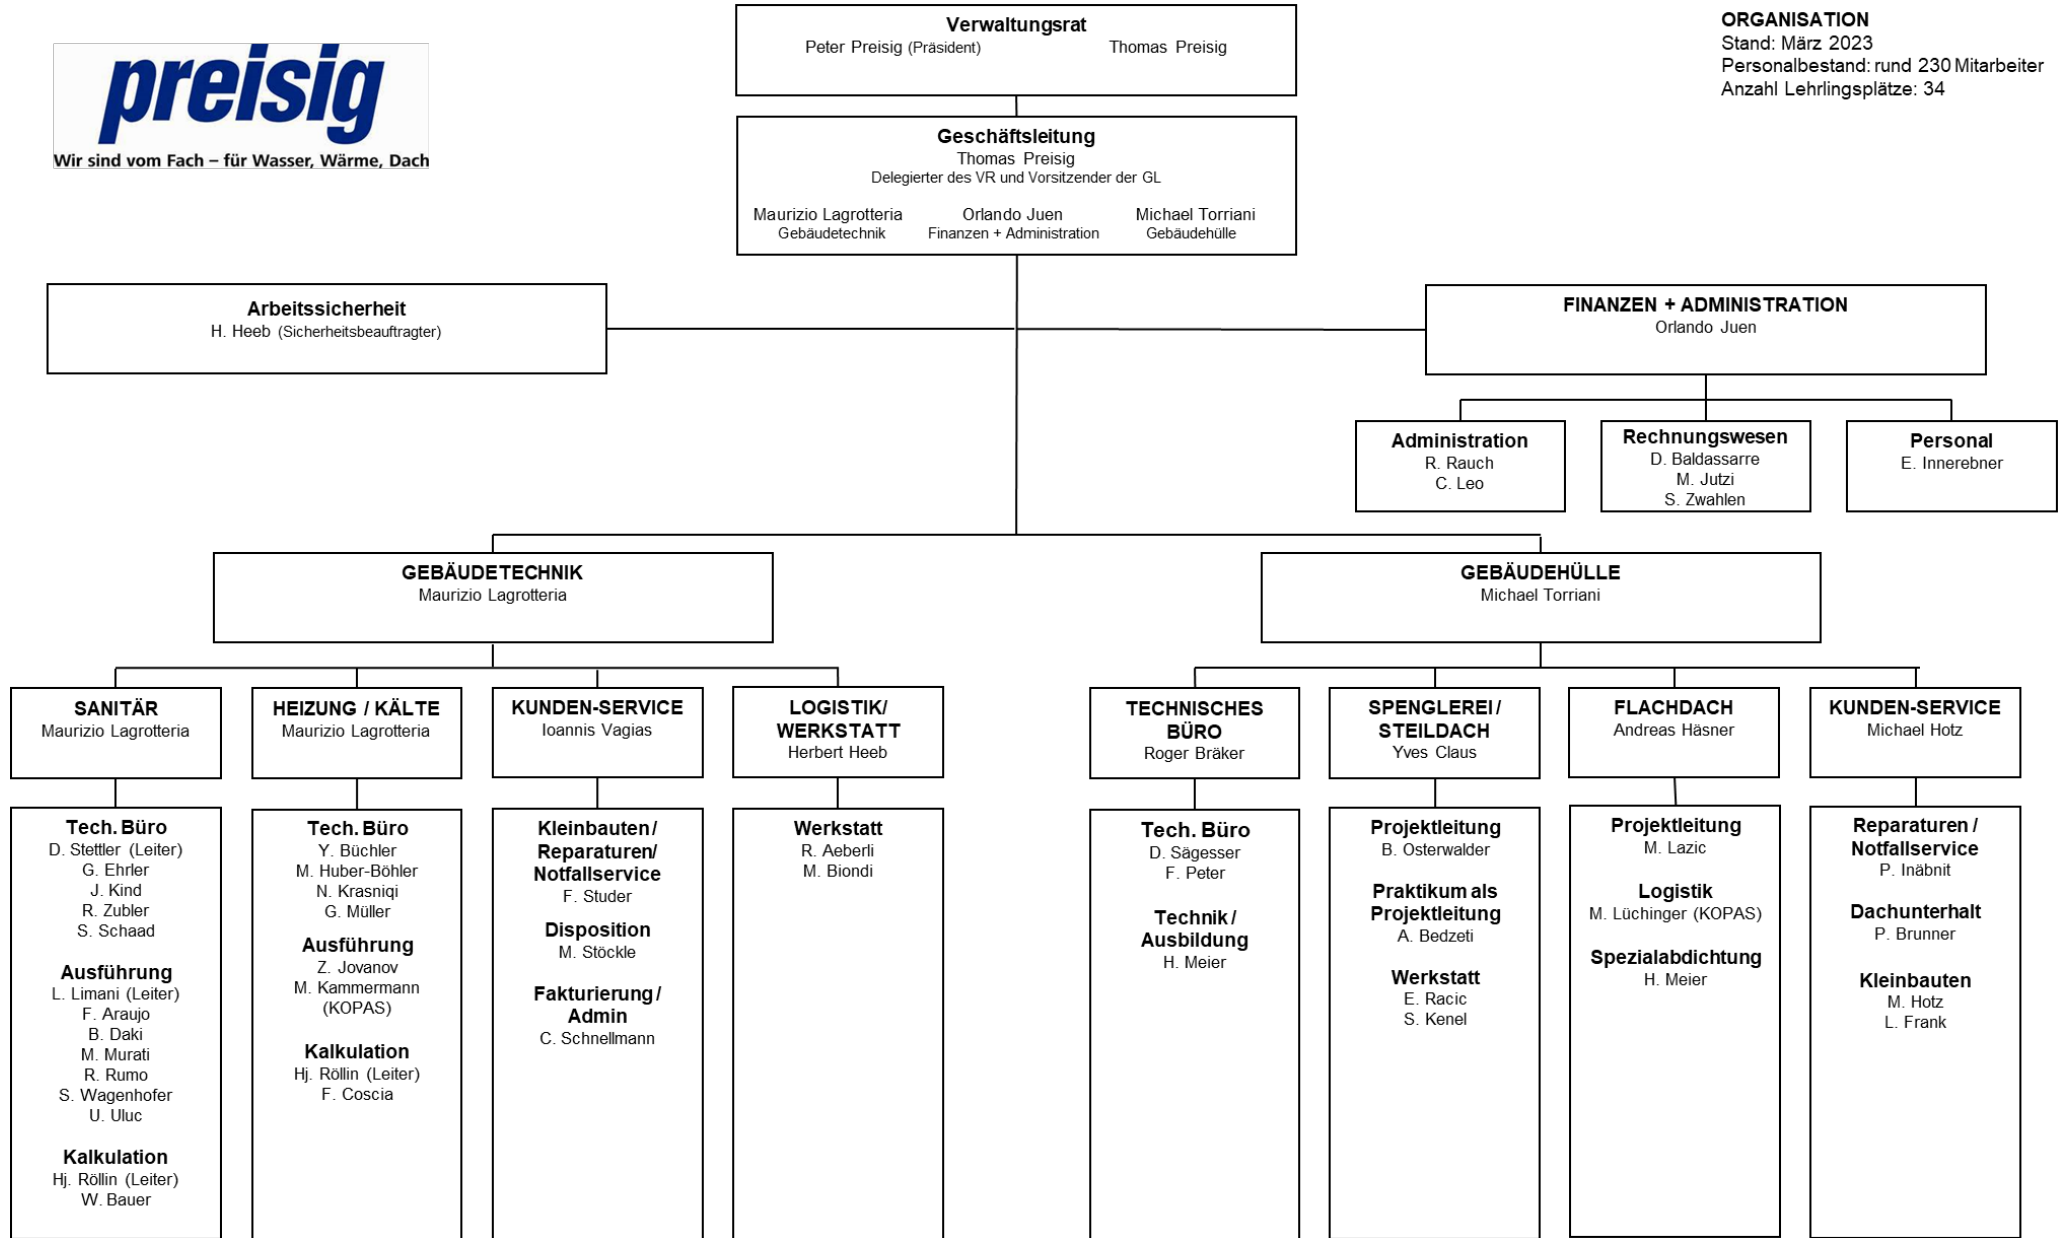 preisig
Wir sind vom Fach – für Wasser, Wärme, Dach
ORGANISATION
Stand: März 2023
Personalbestand: rund 230 Mitarbeiter
Anzahl Lehrlingsplätze: 34
Verwaltungsrat
Peter Preisig (Präsident) Thomas Preisig
Geschäftsleitung
Thomas Preisig
Delegierter des VR und Vorsitzender der GL
Maurizio Lagrotteria Orlando Juen Michael Torriani
Gebäudetechnik Finanzen + Administration Gebäudehülle
Arbeitssicherheit
H. Heeb (Sicherheitsbeauftragter)
FINANZEN + ADMINISTRATION
Orlando Juen
Administration
R. Rauch
C. Leo
Rechnungswesen
D. Baldassarre
M. Jutzi
S. Zwahlen
Personal
E. Innerebner
GEBÄUDETECHNIK
Maurizio Lagrotteria
GEBÄUDEHÜLLE
Michael Torriani
SANITÄR
Maurizio Lagrotteria
HEIZUNG / KÄLTE
Maurizio Lagrotteria
KUNDEN-SERVICE
Ioannis Vagias
LOGISTIK/
WERKSTATT
Herbert Heeb
TECHNISCHES
BÜRO
Roger Bräker
SPENGLEREI/
STEILDACH
Yves Claus
FLACHDACH
Andreas Häsner
KUNDEN-SERVICE
Michael Hotz
Tech. Büro
D. Stettler (Leiter)
G. Ehrler
J. Kind
R. Zubler
S. Schaad
Ausführung
L. Limani (Leiter)
F. Araujo
B. Daki
M. Murati
R. Rumo
S. Wagenhofer
U. Uluc
Kalkulation
Hj. Röllin (Leiter)
W. Bauer
Tech. Büro
Y. Büchler
M. Huber-Böhler
N. Krasniqi
G. Müller
Ausführung
Z. Jovanov
M. Kammermann
(KOPAS)
Kalkulation
Hj. Röllin (Leiter)
F. Coscia
Kleinbauten/
Reparaturen/
Notfallservice
F. Studer
Disposition
M. Stöckle
Fakturierung/
Admin
C. Schnellmann
Werkstatt
R. Aeberli
M. Biondi
Tech. Büro
D. Sägesser
F. Peter
Technik/
Ausbildung
H. Meier
Projektleitung
B. Osterwalder
Praktikum als
Projektleitung
A. Bedzeti
Werkstatt
E. Racic
S. Kenel
Projektleitung
M. Lazic
Logistik
M. Lüchinger (KOPAS)
Spezialabdichtung
H. Meier
Reparaturen /
Notfallservice
P. Inäbnit
Dachunterhalt
P. Brunner
Kleinbauten
M. Hotz
L. Frank